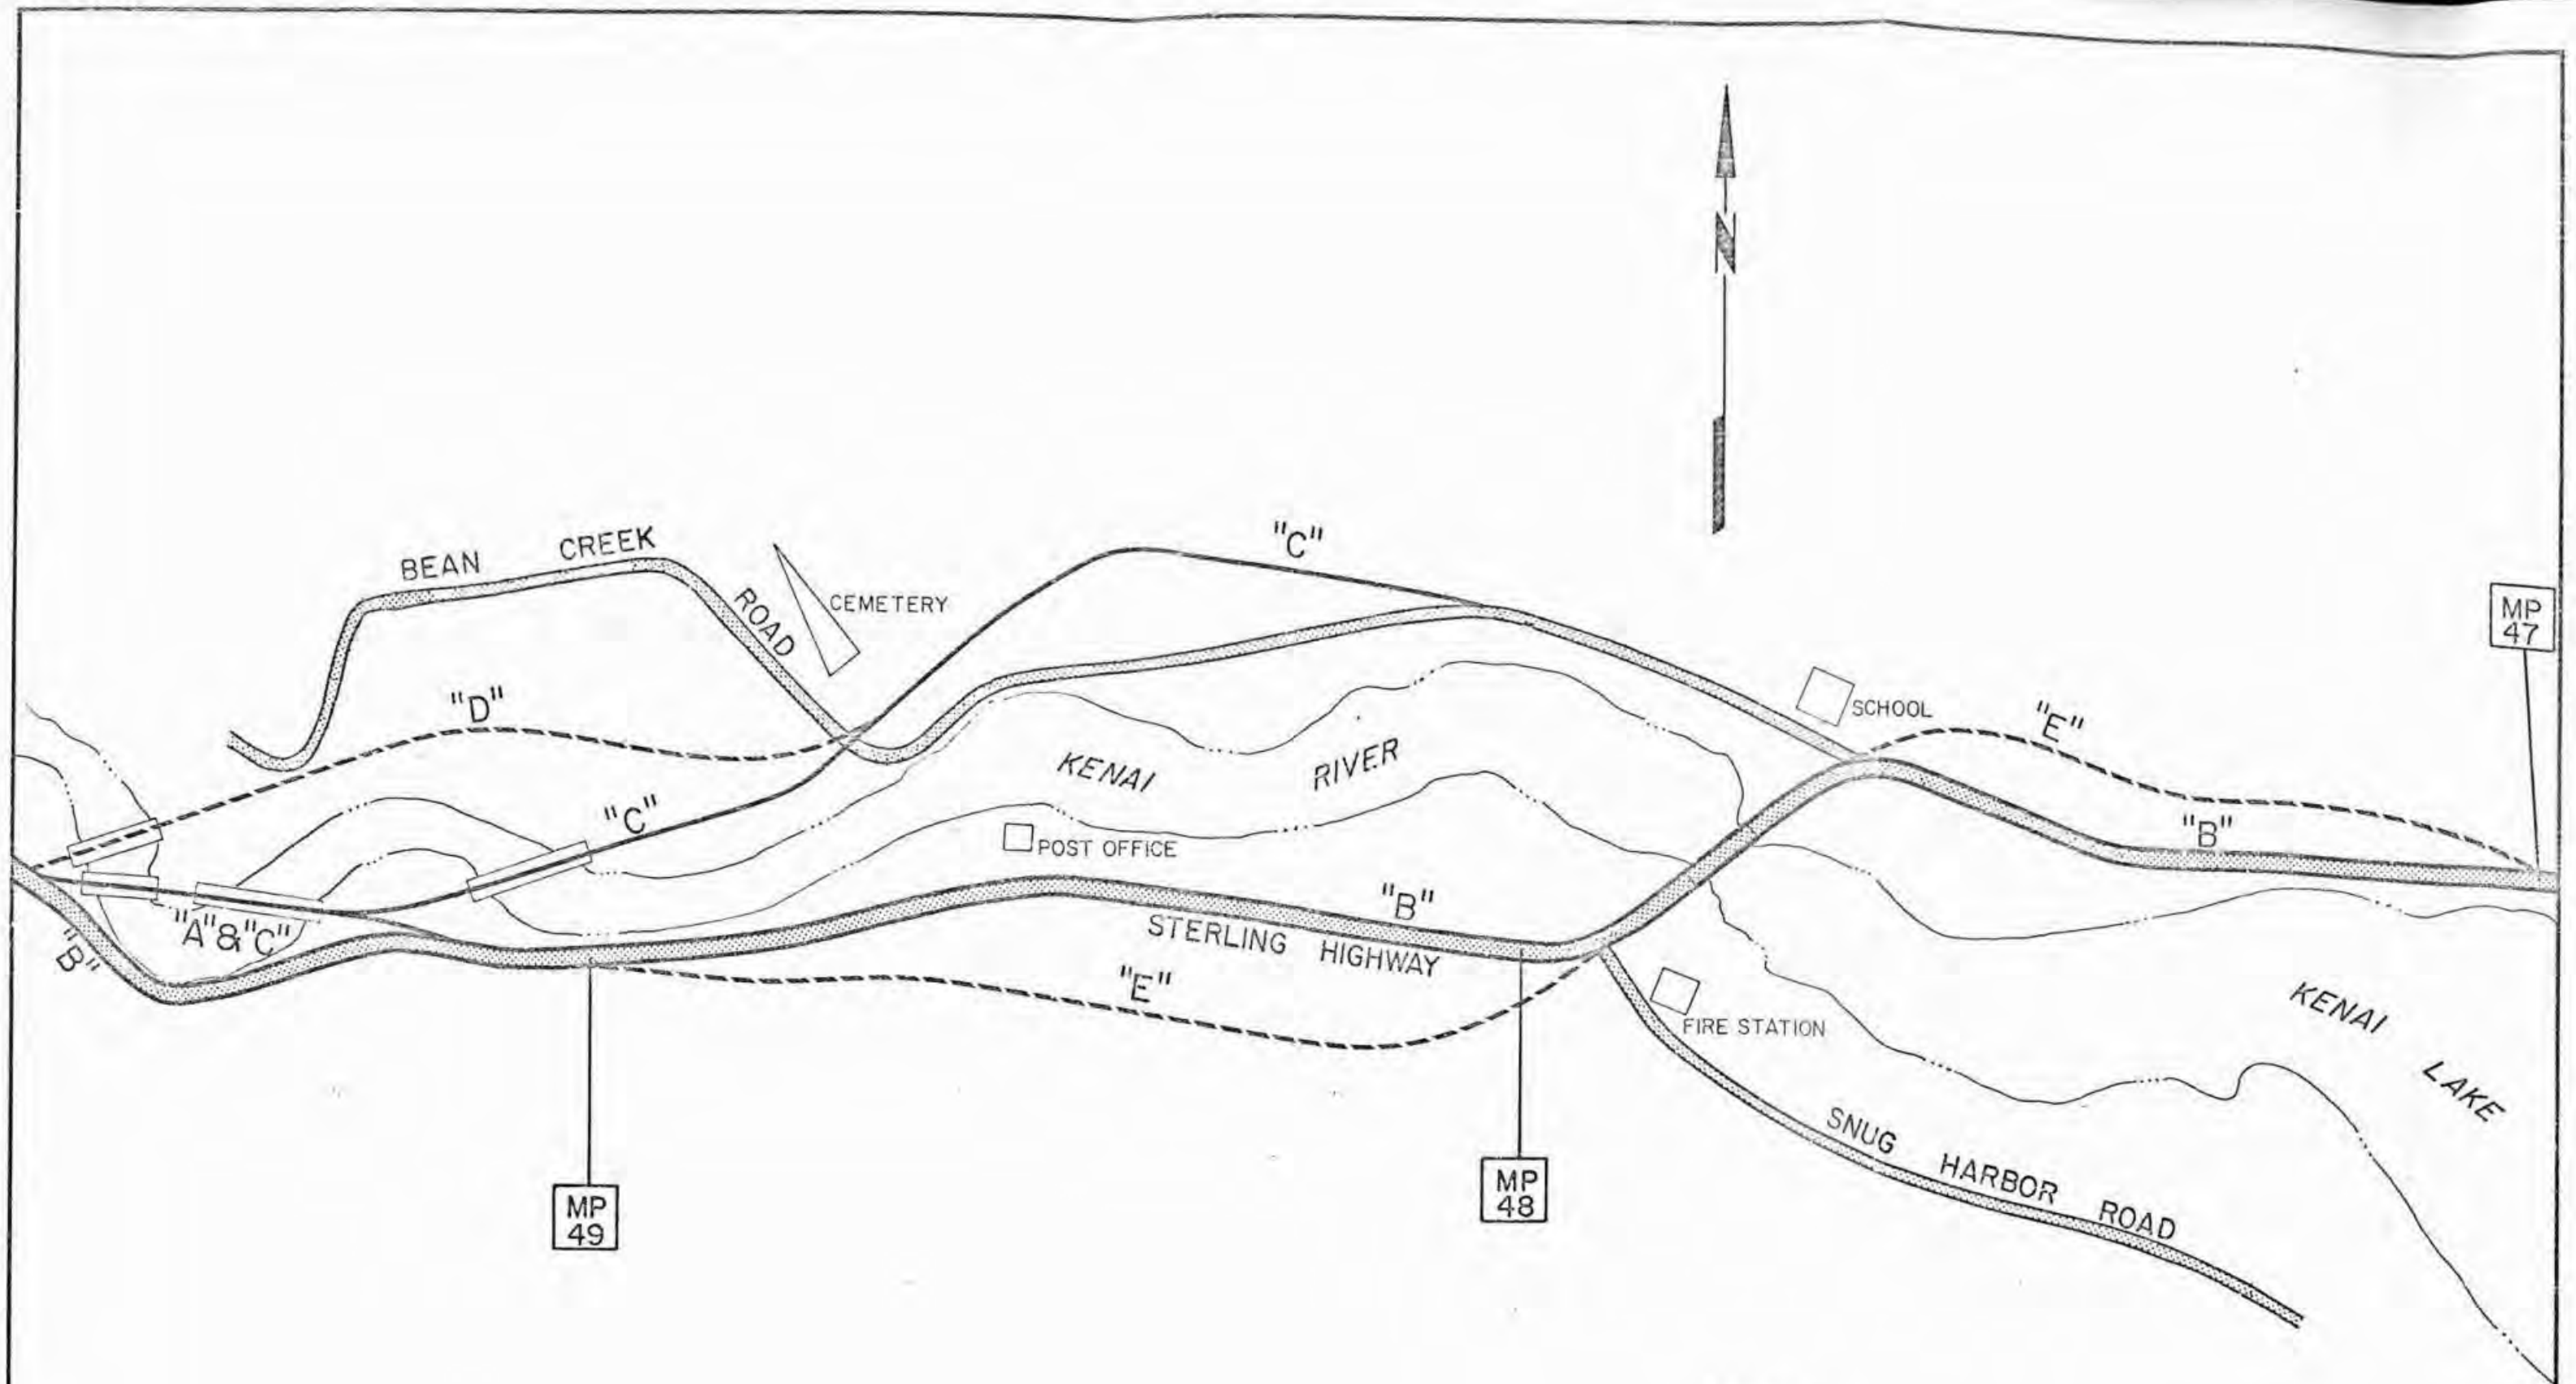 N
"C"
BEAN CREEK ROAD
CEMETERY
MP
47
"D"
SCHOOL
"E"
KENAI RIVER
"C"
"B"
POST OFFICE
"B"
"A" & "C"
STERLING HIGHWAY
"B"
"E"
FIRE STATION
KENAI LAKE
SNUG HARBOR ROAD
MP
49
MP
48